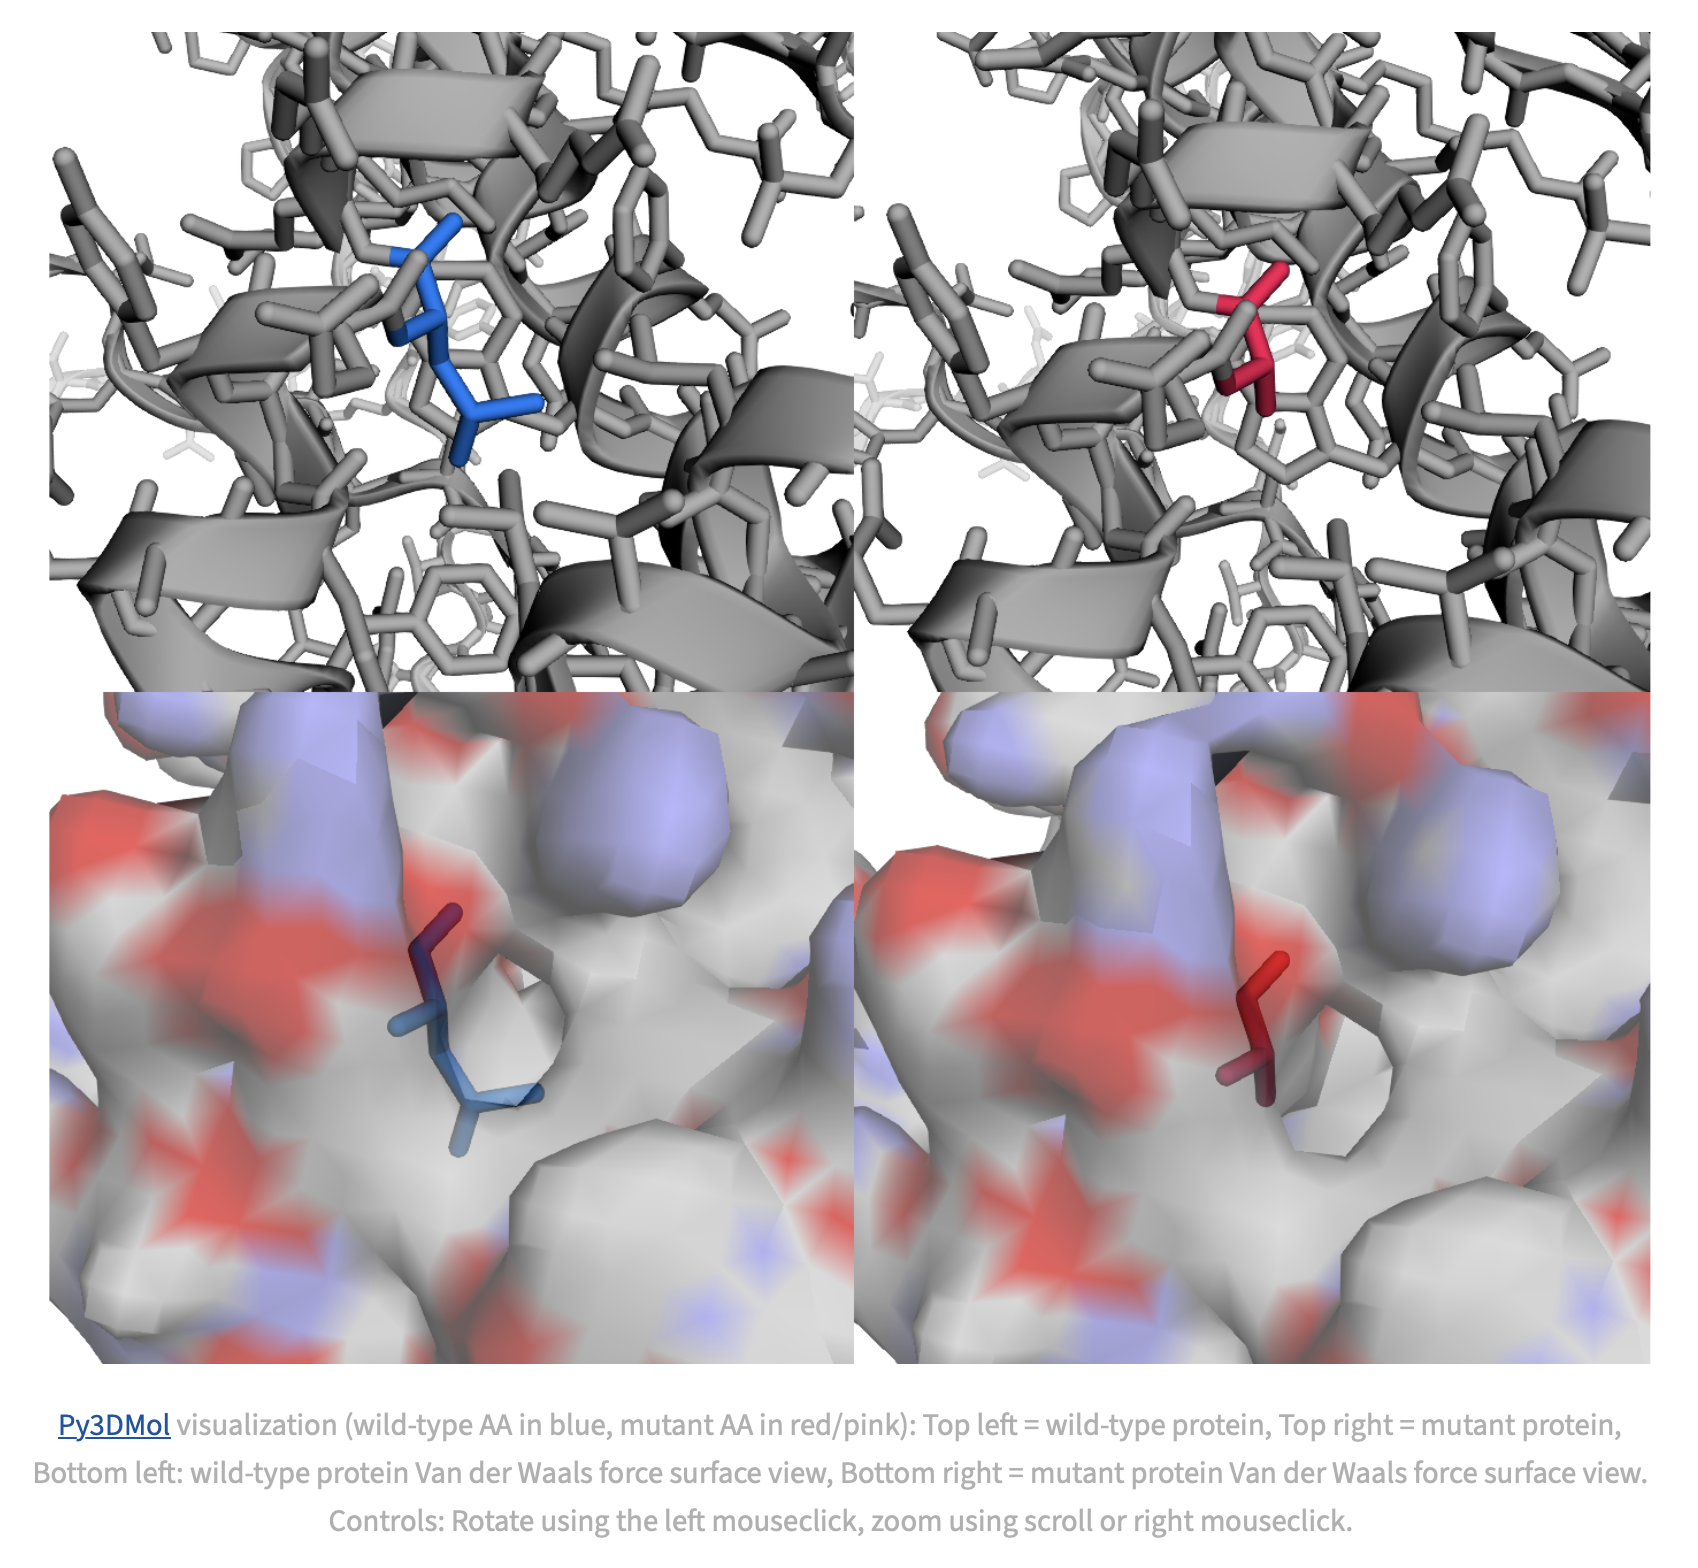 Py3DMol visualization (wild-type AA in blue, mutant AA in red/pink): Top left = wild-type protein, Top right = mutant protein,
Bottom left: wild-type protein Van der Waals force surface view, Bottom right = mutant protein Van der Waals force surface view.
Controls: Rotate using the left mouseclick, zoom using scroll or right mouseclick.